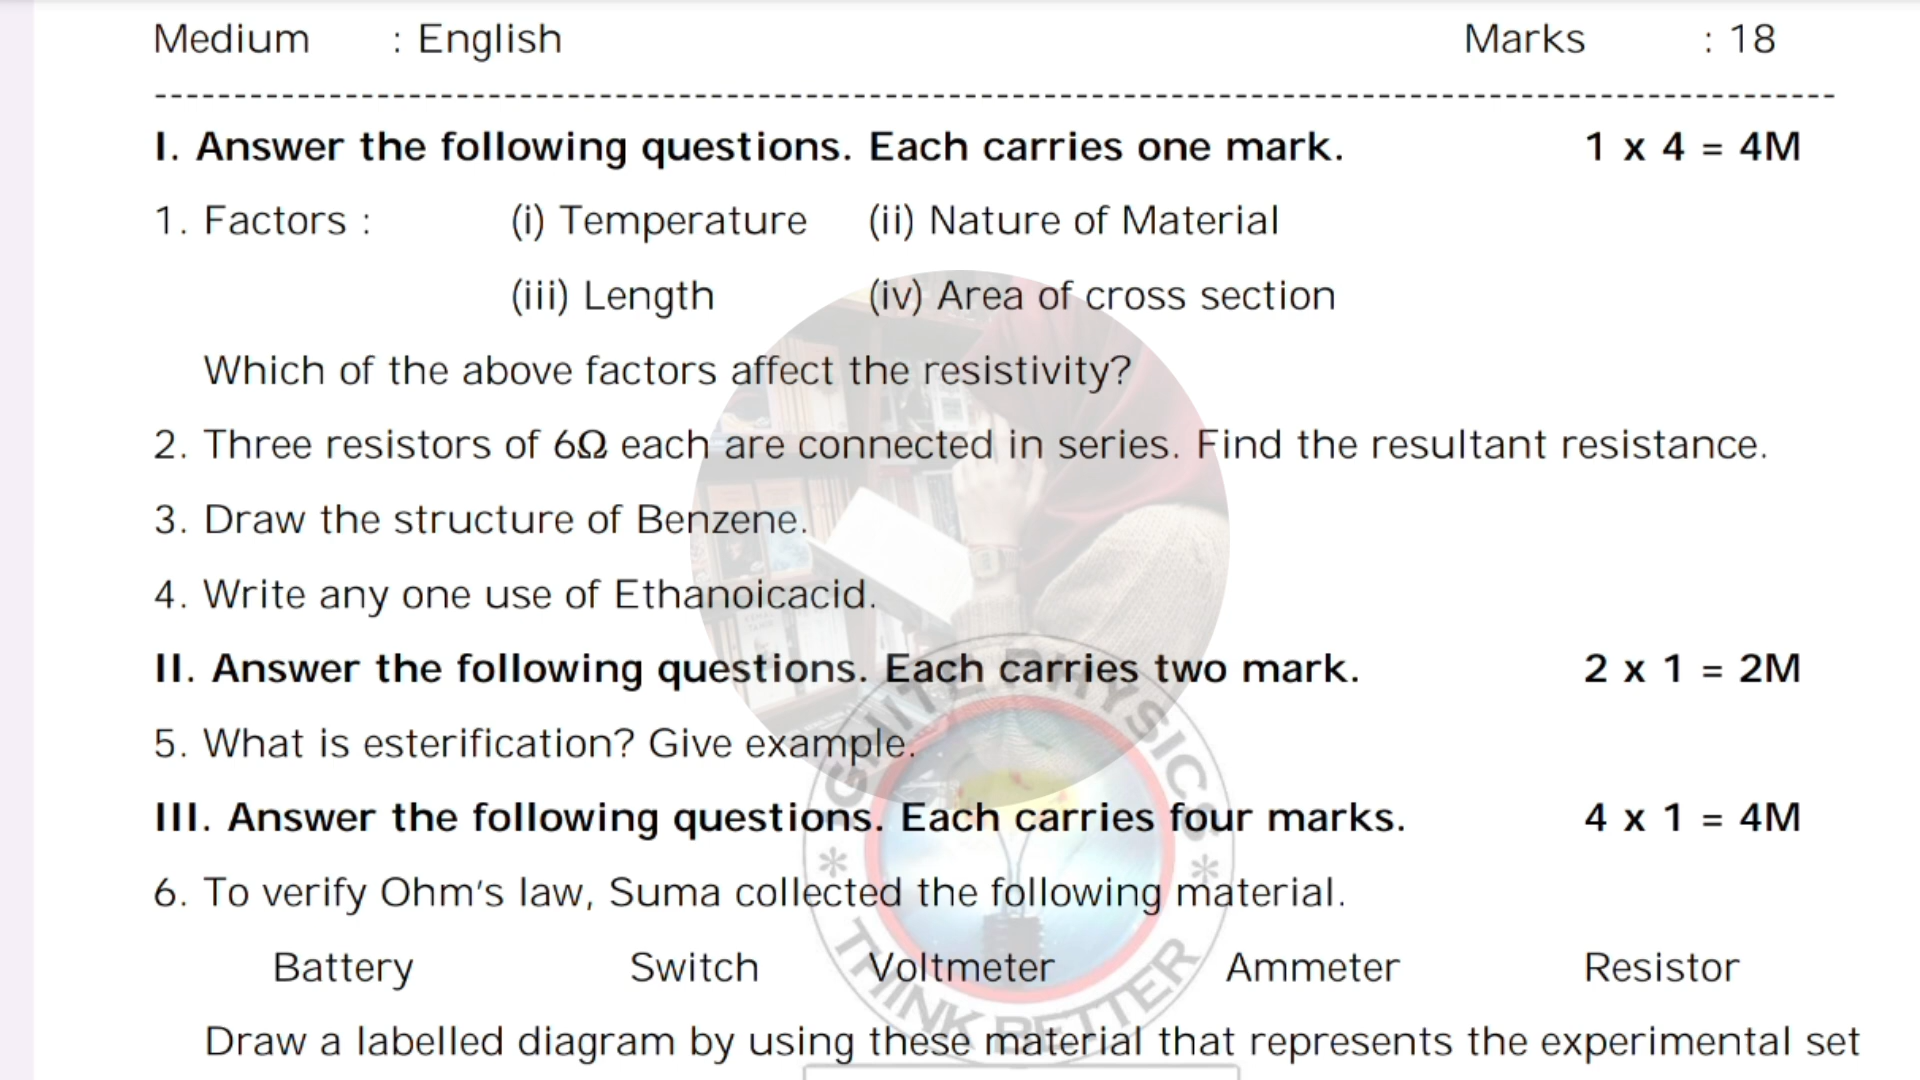 Medium : English Marks : 18
I. Answer the following questions. Each carries one mark. 1 x 4 = 4M
1. Factors : (i) Temperature (ii) Nature of Material
(iii) Length (iv) Area of cross section
Which of the above factors affect the resistivity?
2. Three resistors of 6Ω each are connected in series. Find the resultant resistance.
3. Draw the structure of Benzene.
4. Write any one use of Ethanoicacid.
II. Answer the following questions. Each carries two mark. 2 x 1 = 2M
5. What is esterification? Give example.
III. Answer the following questions. Each carries four marks. 4 x 1 = 4M
6. To verify Ohm's law, Suma collected the following material.
Battery Switch Voltmeter Ammeter Resistor
Draw a labelled diagram by using these material that represents the experimental set
PHYSICS
* THINK BETTER *